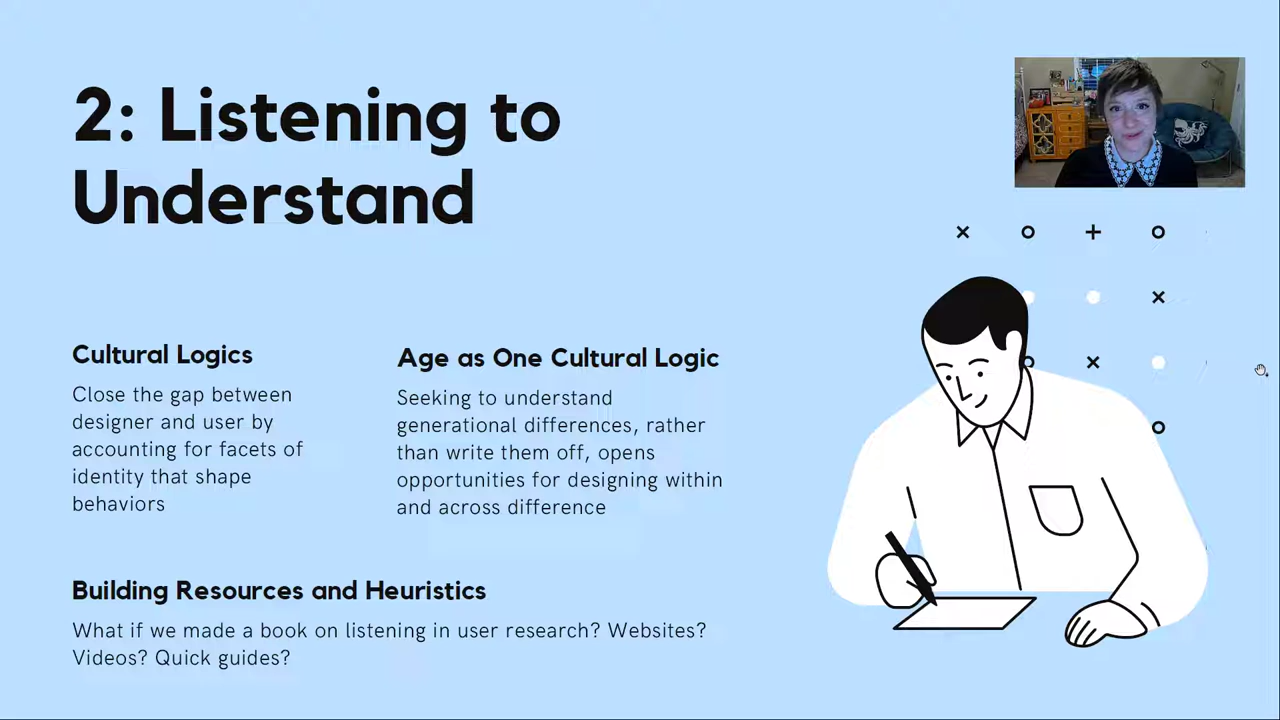 2: Listening to
Understand
Cultural Logics
Close the gap between
designer and user by
accounting for facets of
identity that shape
behaviors
Age as One Cultural Logic
Seeking to understand
generational differences, rather
than write them off, opens
opportunities for designing within
and across difference
Building Resources and Heuristics
What if we made a book on listening in user research? Websites?
Videos? Quick guides?